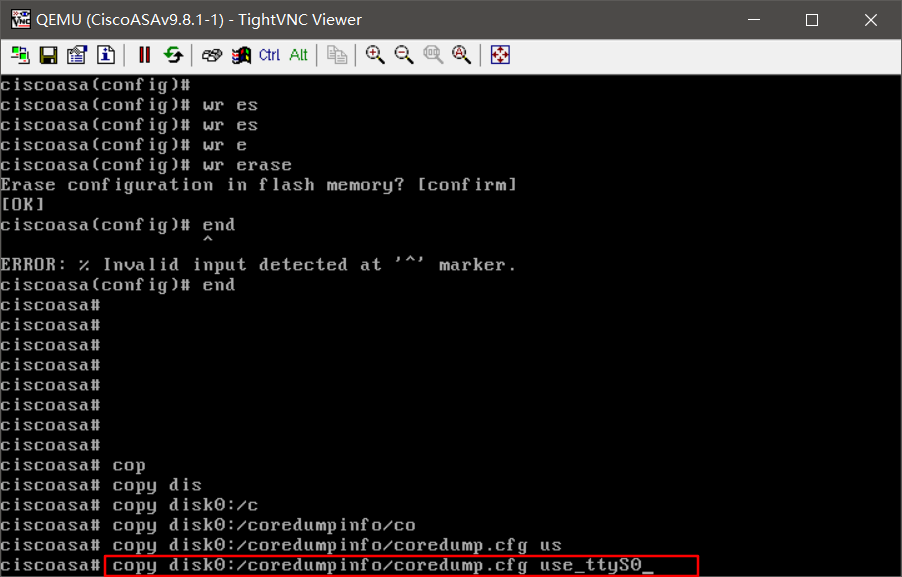 QEMU (CiscoASAv9.8.1-1) - TightVNC Viewer
Ctrl Alt
ciscoasa(config)#
ciscoasa(config)# wr es
ciscoasa(config)# wr es
ciscoasa(config)# wr e
ciscoasa(config)# wr erase
Erase configuration in flash memory? [confirm]
[OK]
ciscoasa(config)# end
^
ERROR: % Invalid input detected at '^' marker.
ciscoasa(config)# end
ciscoasa#
ciscoasa#
ciscoasa#
ciscoasa#
ciscoasa#
ciscoasa#
ciscoasa#
ciscoasa#
ciscoasa# cop
ciscoasa# copy dis
ciscoasa# copy disk0:/c
ciscoasa# copy disk0:/coredumpinfo/co
ciscoasa# copy disk0:/coredumpinfo/coredump.cfg us
ciscoasa# copy disk0:/coredumpinfo/coredump.cfg use_ttyS0_